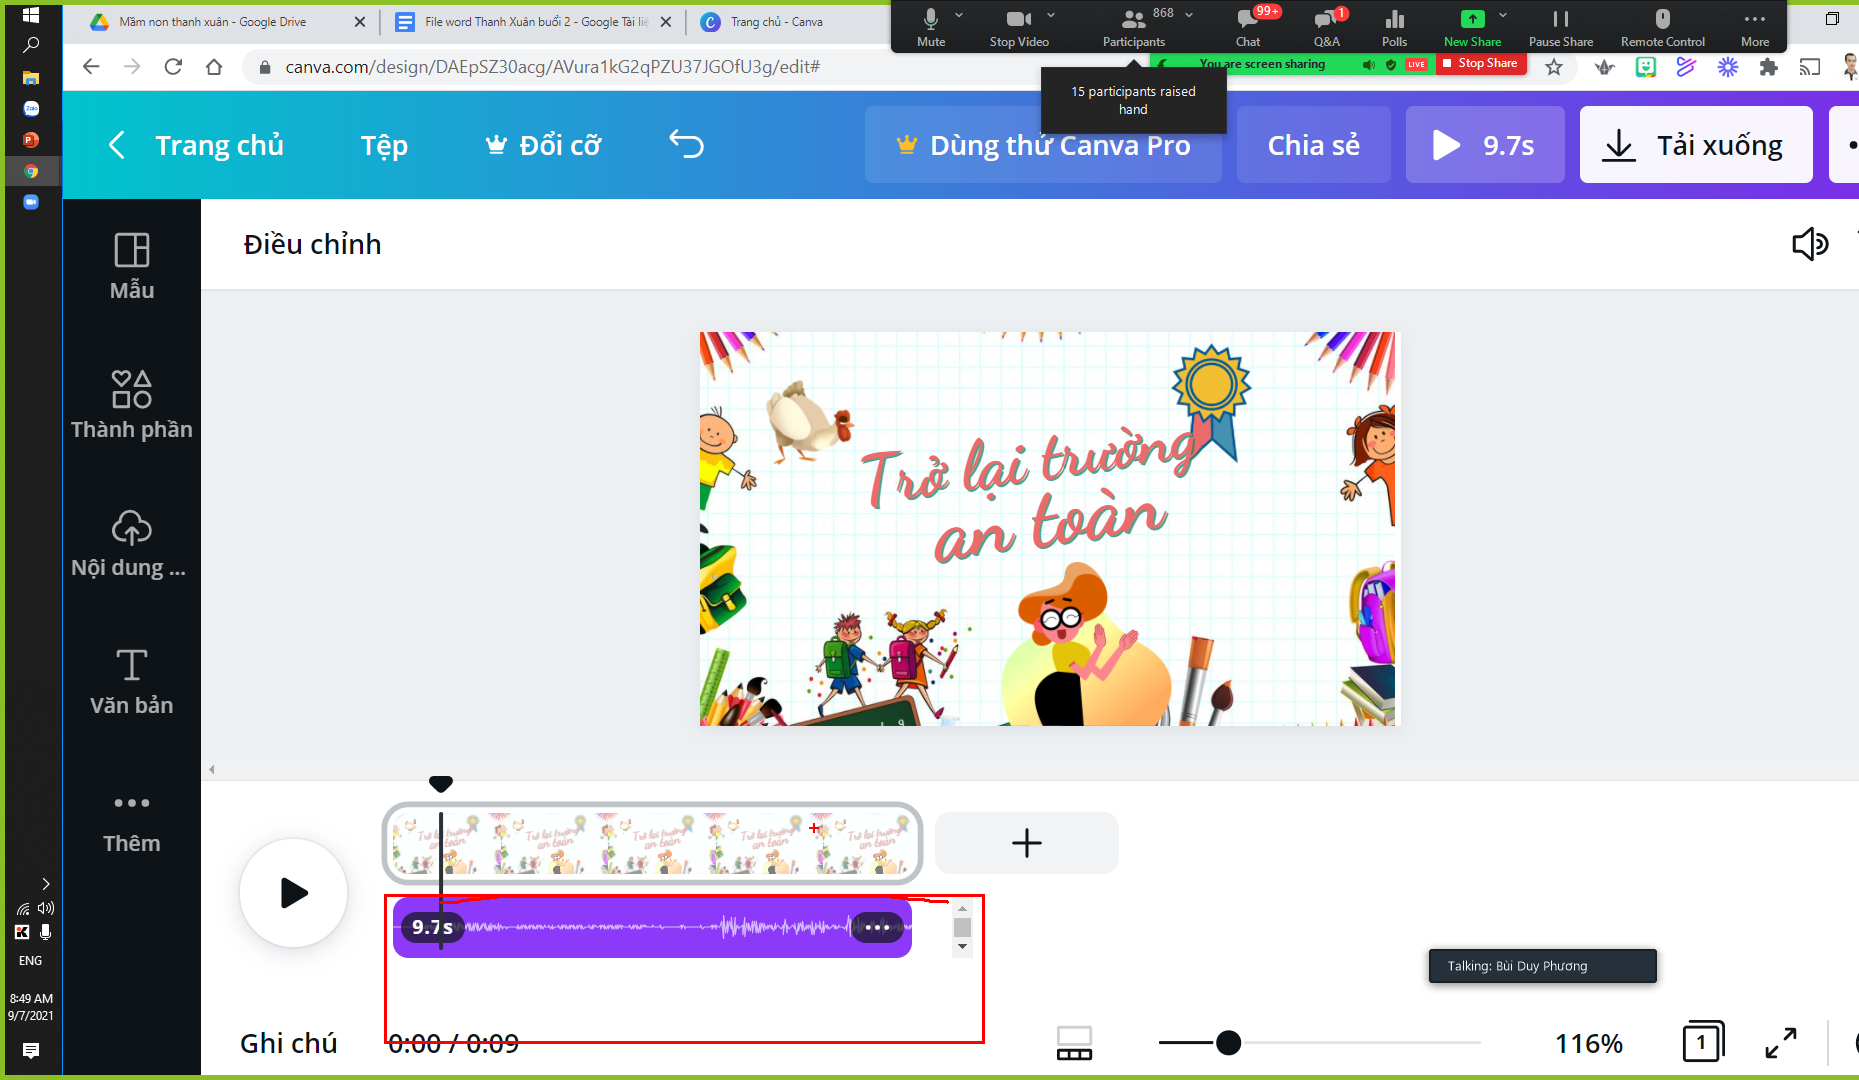 Mầm non thanh xuân - Google Drive
File word Thanh Xuân buổi 2 - Google Tài liệ
Trang chủ - Canva
868
99+
1
Mute
Stop Video
Participants
Chat
Q&A
Polls
New Share
Pause Share
Remote Control
More
canva.com/design/DAEpSZ30acg/AVura1kG2qPZU37JGOfU3g/edit#
You are screen sharing
LIVE
Stop Share
15 participants raised
hand
Trang chủ
Tệp
Đổi cỡ
Dùng thử Canva Pro
Chia sẻ
9.7s
Tải xuống
Điều chỉnh
Mẫu
Thành phần
Nội dung ...
Văn bản
Thêm
Trở lại trường
an toàn
9.7s
Talking: Bùi Duy Phương
Ghi chú
0:00 / 0:09
116%
1
ENG
8:49 AM
9/7/2021